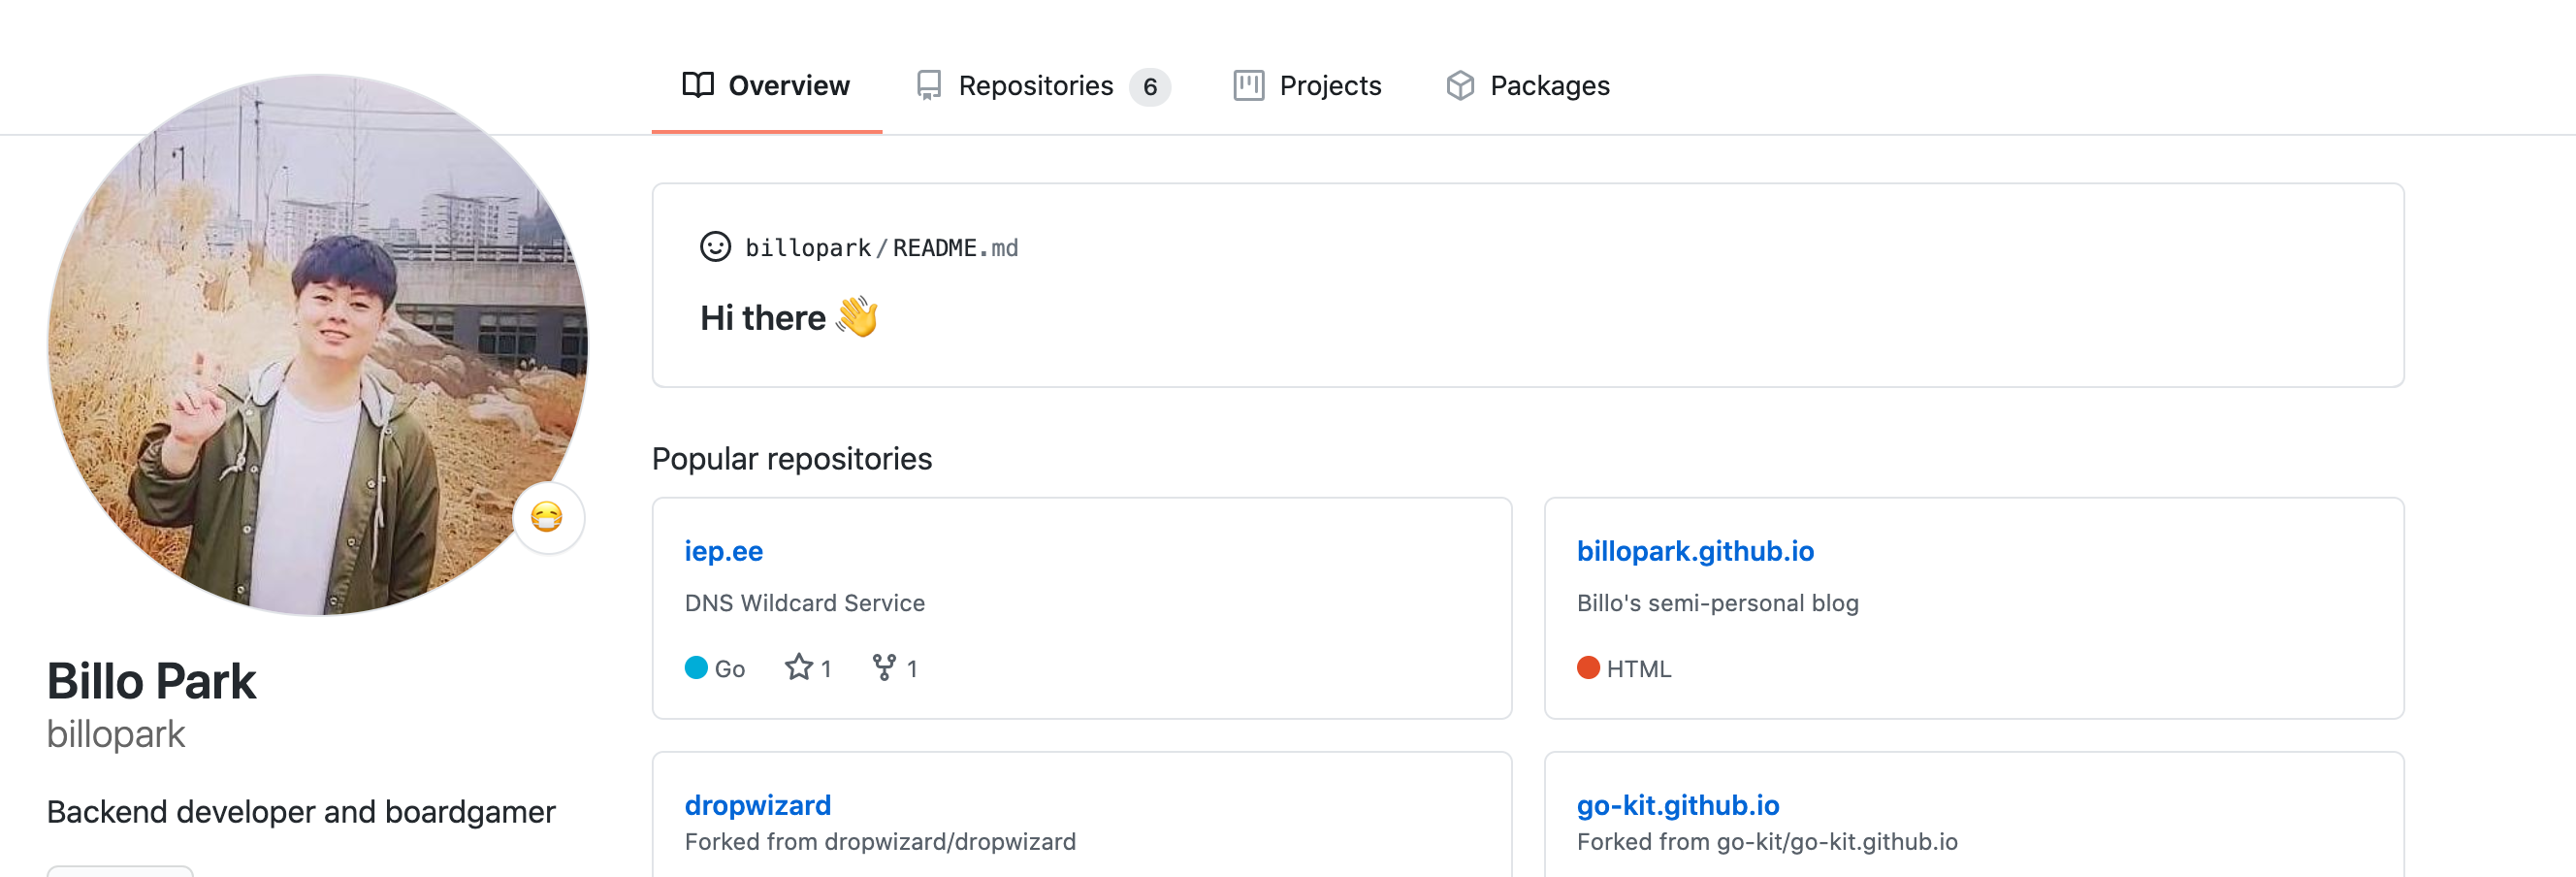 Overview
Repositories 6
Projects
Packages
billopark/README.md
Hi there 👋
Popular repositories
iep.ee
DNS Wildcard Service
Go 1 1
billopark.github.io
Billo's semi-personal blog
HTML
dropwizard
Forked from dropwizard/dropwizard
go-kit.github.io
Forked from go-kit/go-kit.github.io
Billo Park
billopark
Backend developer and boardgamer